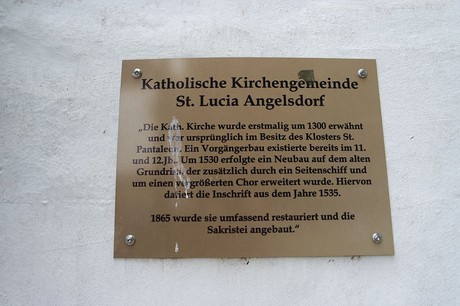 Katholische Kirchengemeinde
St. Lucia Angelsdorf
„Die Kath. Kirche wurde erstmalig um 1300 erwähnt
und war ursprünglich im Besitz des Klosters St.
Pantaleon. Ein Vorgängerbau existierte bereits im 11.
und 12.Jh. Um 1530 erfolgte ein Neubau auf dem alten
Grundriß, der zusätzlich durch ein Seitenschiff und
um einen vergrößerten Chor erweitert wurde. Hiervon
datiert die Inschrift aus dem Jahre 1535.
1865 wurde sie umfassend restauriert und die
Sakristei angebaut.“